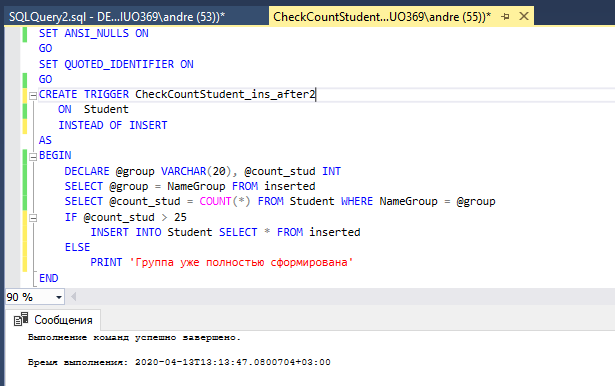 SQLQuery2.sql - DE...IUO369\andre (53))*
CheckCountStudent...UO369\andre (55))*
SET ANSI_NULLS ON
GO
SET QUOTED_IDENTIFIER ON
GO
CREATE TRIGGER CheckCountStudent_ins_after2
ON Student
INSTEAD OF INSERT
AS
BEGIN
DECLARE @group VARCHAR(20), @count_stud INT
SELECT @group = NameGroup FROM inserted
SELECT @count_stud = COUNT(*) FROM Student WHERE NameGroup = @group
IF @count_stud > 25
INSERT INTO Student SELECT * FROM inserted
ELSE
PRINT 'Группа уже полностью сформирована'
END
90 %
Сообщения
Выполнение команд успешно завершено.
Время выполнения: 2020-04-13T13:13:47.0800704+03:00